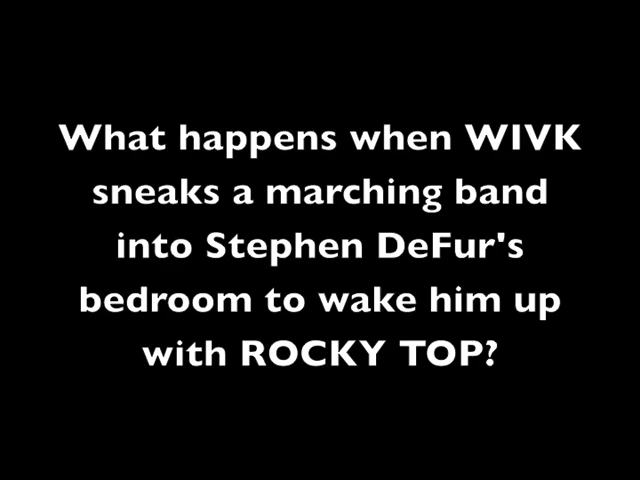 What happens when WIVK
sneaks a marching band
into Stephen DeFur's
bedroom to wake him up
with ROCKY TOP?